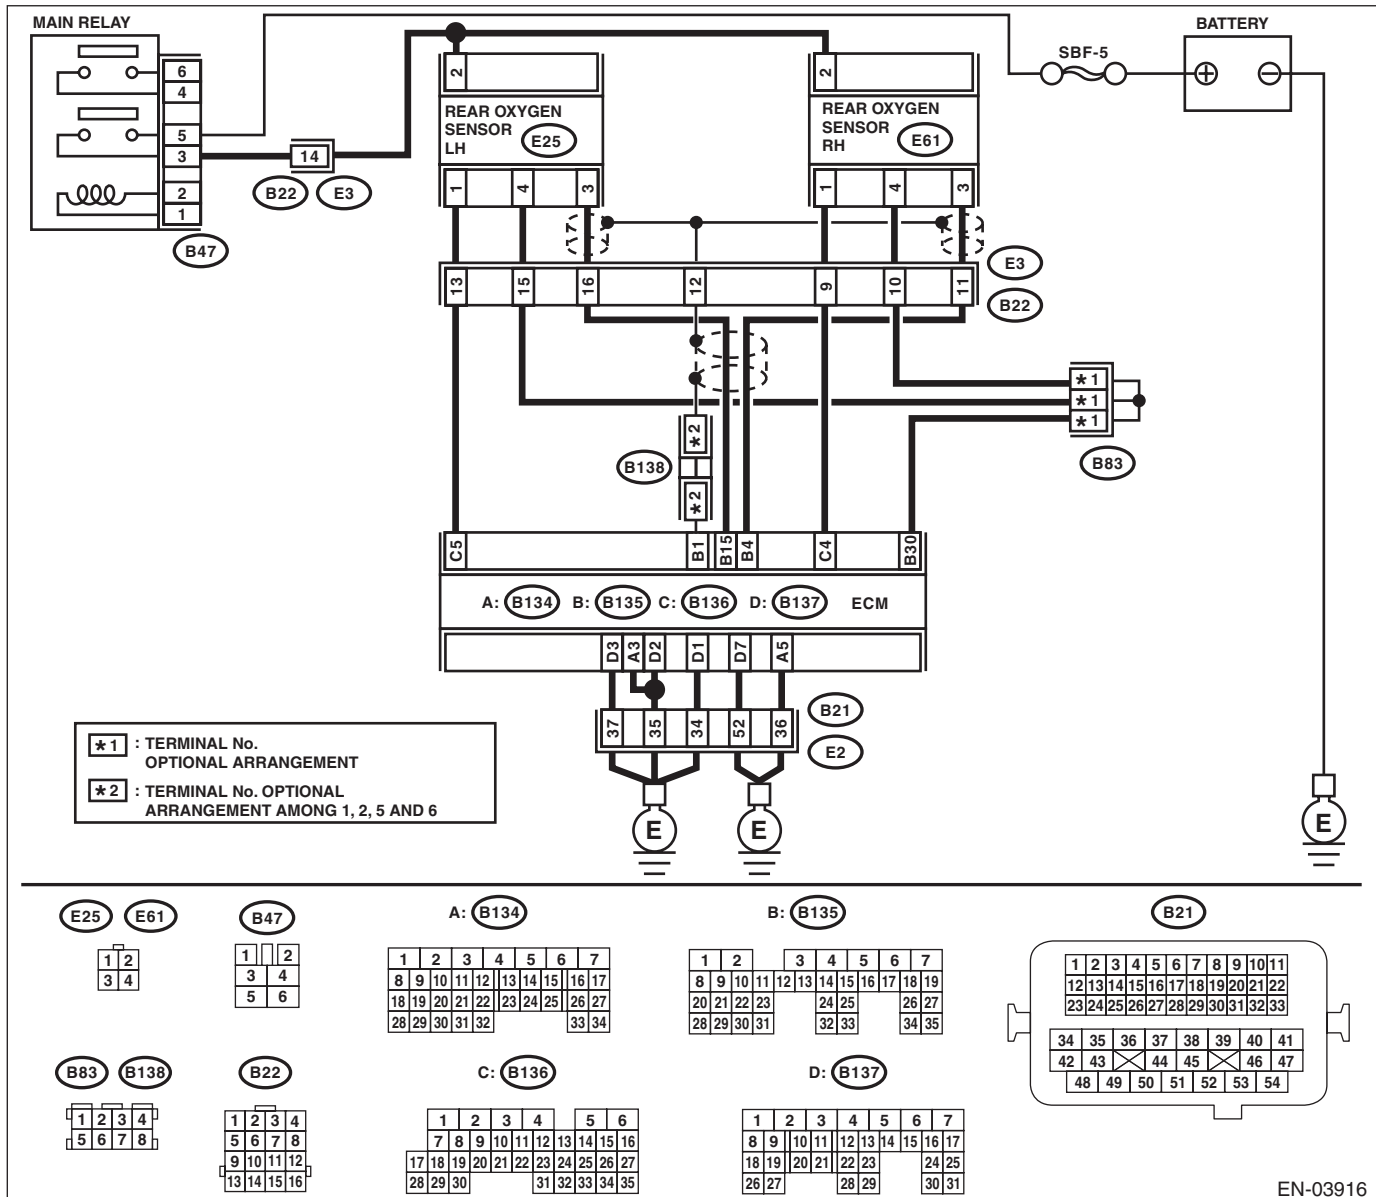 MAIN RELAY
BATTERY
SBF-5
6
4
5
3
2
1
B47
14
B22 E3
2
REAR OXYGEN
SENSOR
LH
E25
1 4 3
2
REAR OXYGEN
SENSOR
RH
E61
1 4 3
E3
13 15 16 12 9 10 11
B22
*1
*1
*1
B83
*2
B138
*2
C5 B1 B15 B4 C4 B30
A: B134 B: B135 C: B136 D: B137 ECM
D3 A3 D2 D1 D7 A5
B21
37 35 34 52 36
E2
*1 : TERMINAL No.
OPTIONAL ARRANGEMENT
*2 : TERMINAL No. OPTIONAL
ARRANGEMENT AMONG 1, 2, 5 AND 6
E E E
E25 E61
1 2
3 4
B47
1 2
3 4
5 6
A: B134
1 2 3 4 5 6 7
8 9 10 11 12 13 14 15 16 17
18 19 20 21 22 23 24 25 26 27
28 29 30 31 32 33 34
B: B135
1 2 3 4 5 6 7
8 9 10 11 12 13 14 15 16 17 18 19
20 21 22 23 24 25 26 27
28 29 30 31 32 33 34 35
B21
1 2 3 4 5 6 7 8 9 10 11
12 13 14 15 16 17 18 19 20 21 22
23 24 25 26 27 28 29 30 31 32 33
34 35 36 37 38 39 40 41
42 43 44 45 46 47
48 49 50 51 52 53 54
B83 B138
1 2 3 4
5 6 7 8
B22
1 2 3 4
5 6 7 8
9 10 11 12
13 14 15 16
C: B136
1 2 3 4 5 6
7 8 9 10 11 12 13 14 15 16
17 18 19 20 21 22 23 24 25 26 27
28 29 30 31 32 33 34 35
D: B137
1 2 3 4 5 6 7
8 9 10 11 12 13 14 15 16 17
18 19 20 21 22 23 24 25
26 27 28 29 30 31
EN-03916